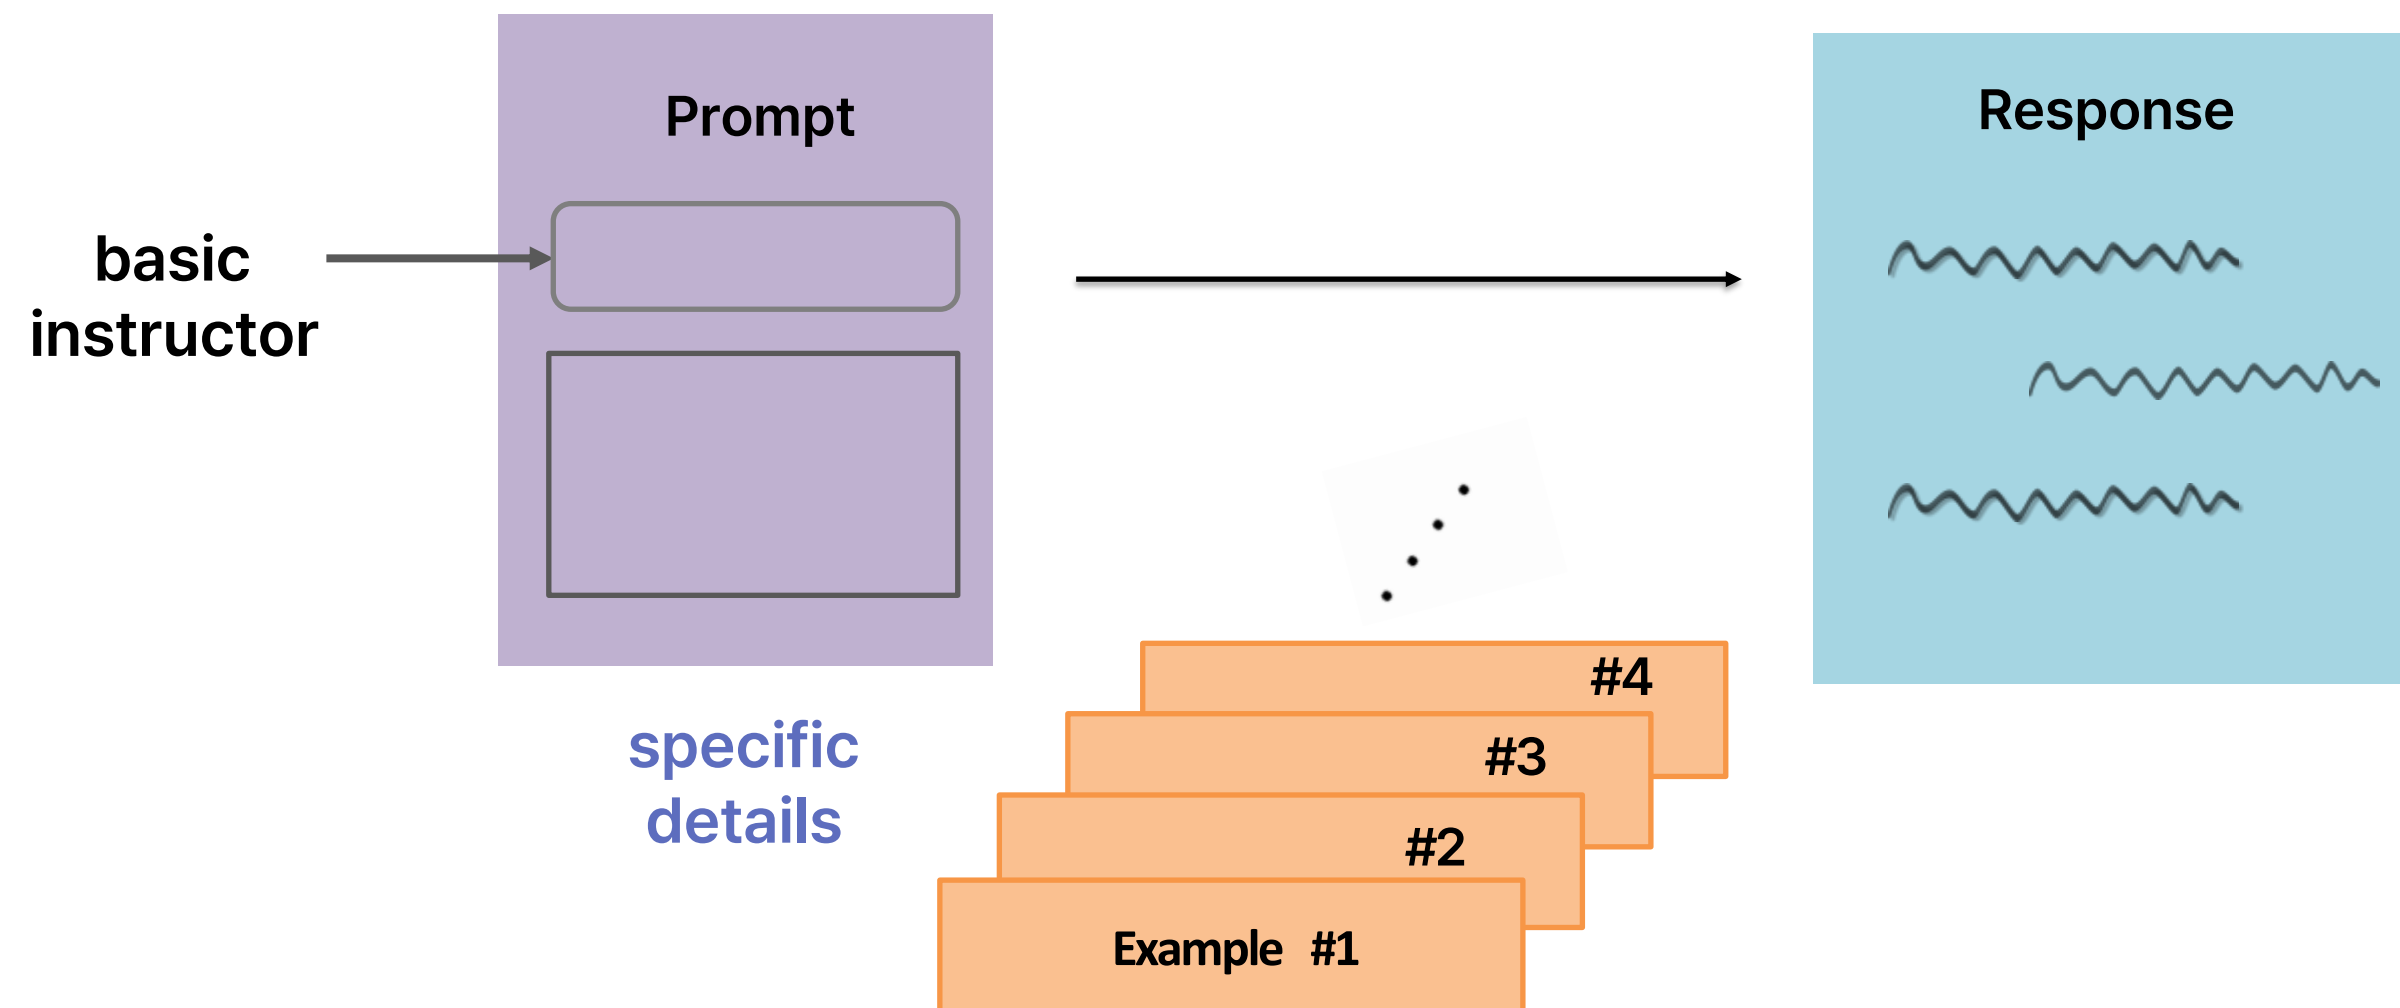 Prompt
Response
basic
instructor
specific
details
#4
#3
#2
Example #1